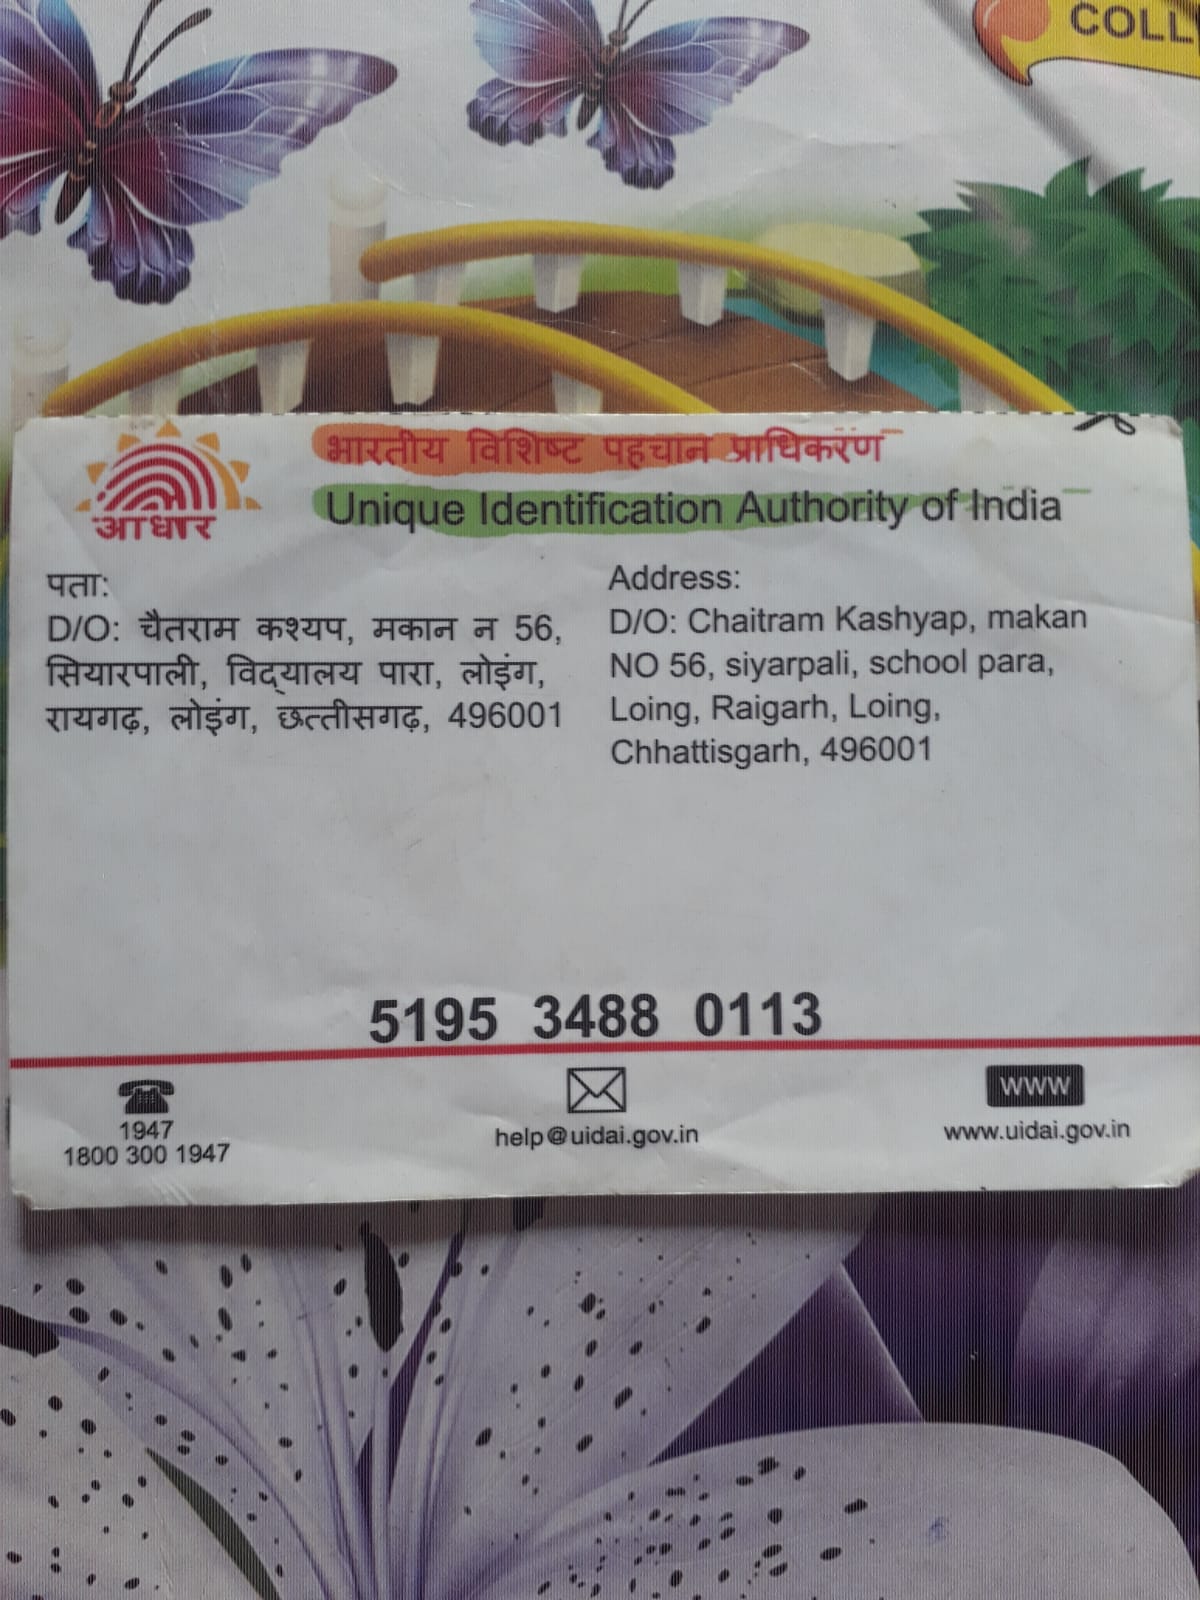 COLL
भारतीय विशिष्ट पहचान प्राधिकरण
Unique Identification Authority of India
आधार
पता:
D/O: चैतराम कश्यप, मकान न 56,
सियारपाली, विद्यालय पारा, लोइंग,
रायगढ़, लोइंग, छत्तीसगढ़, 496001
Address:
D/O: Chaitram Kashyap, makan
NO 56, siyarpali, school para,
Loing, Raigarh, Loing,
Chhattisgarh, 496001
5195 3488 0113
1947
1800 300 1947
help@uidai.gov.in
www
www.uidai.gov.in